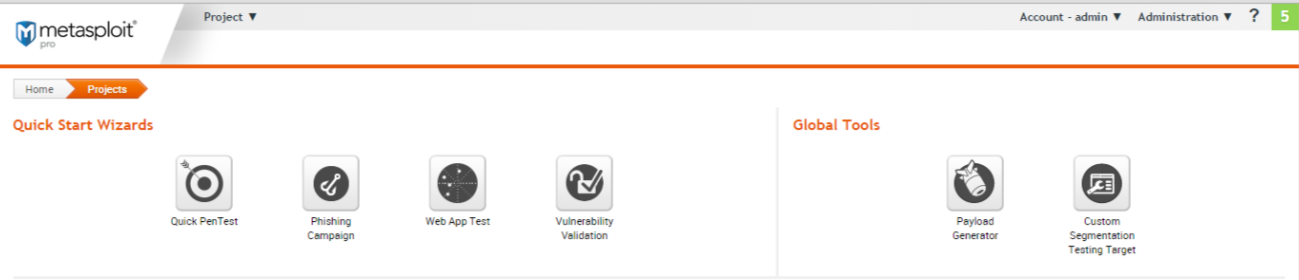 metasploit®
pro
Project ▼
Account - admin ▼ Administration ▼ ? 5
Home Projects
Quick Start Wizards
Quick PenTest
Phishing
Campaign
Web App Test
Vulnerability
Validation
Global Tools
Payload
Generator
Custom
Segmentation
Testing Target